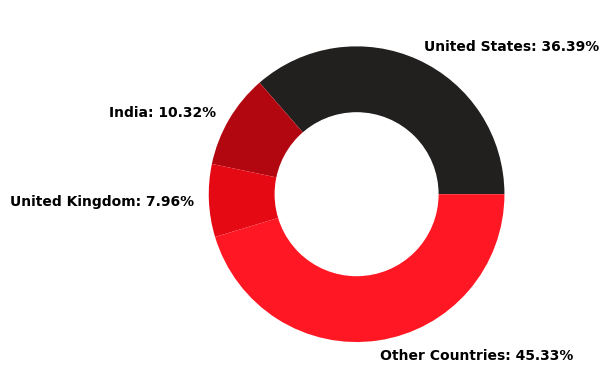 United States: 36.39%
India: 10.32%
United Kingdom: 7.96%
Other Countries: 45.33%